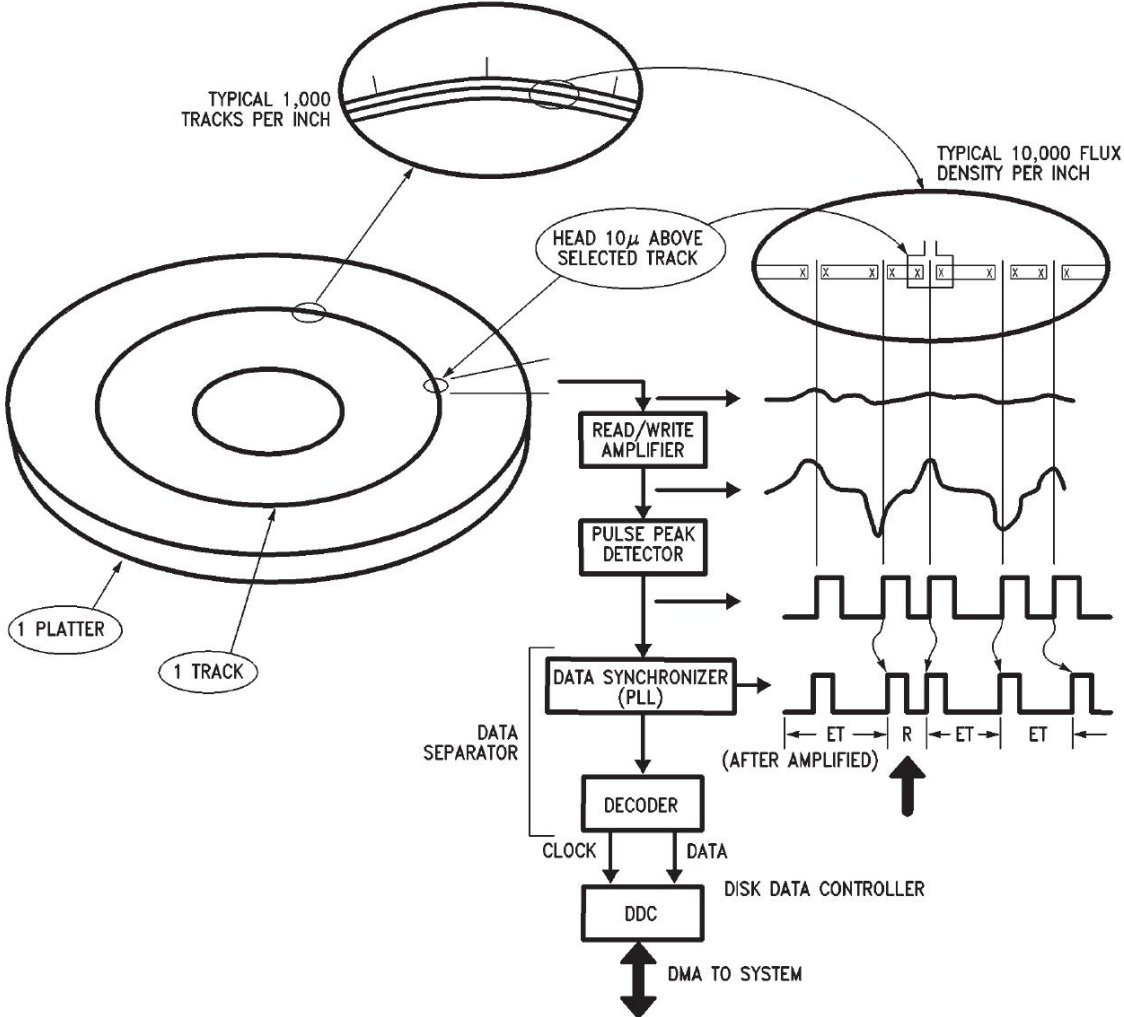 TYPICAL 1,000
TRACKS PER INCH
TYPICAL 10,000 FLUX
DENSITY PER INCH
HEAD 10μ ABOVE
SELECTED TRACK
X X X X X X X X X X
READ/WRITE
AMPLIFIER
PULSE PEAK
DETECTOR
1 PLATTER
1 TRACK
DATA SYNCHRONIZER
(PLL)
DATA
SEPARATOR
ET R ET ET
(AFTER AMPLIFIED)
DECODER
CLOCK DATA
DISK DATA CONTROLLER
DDC
DMA TO SYSTEM